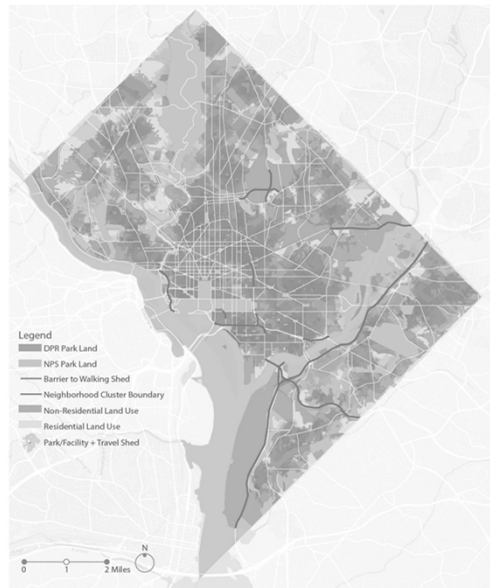 Legend
DPR Park Land
NPS Park Land
Barrier to Walking Shed
Neighborhood Cluster Boundary
Non-Residential Land Use
Residential Land Use
Park/Facility + Travel Shed
N
0 1 2 Miles